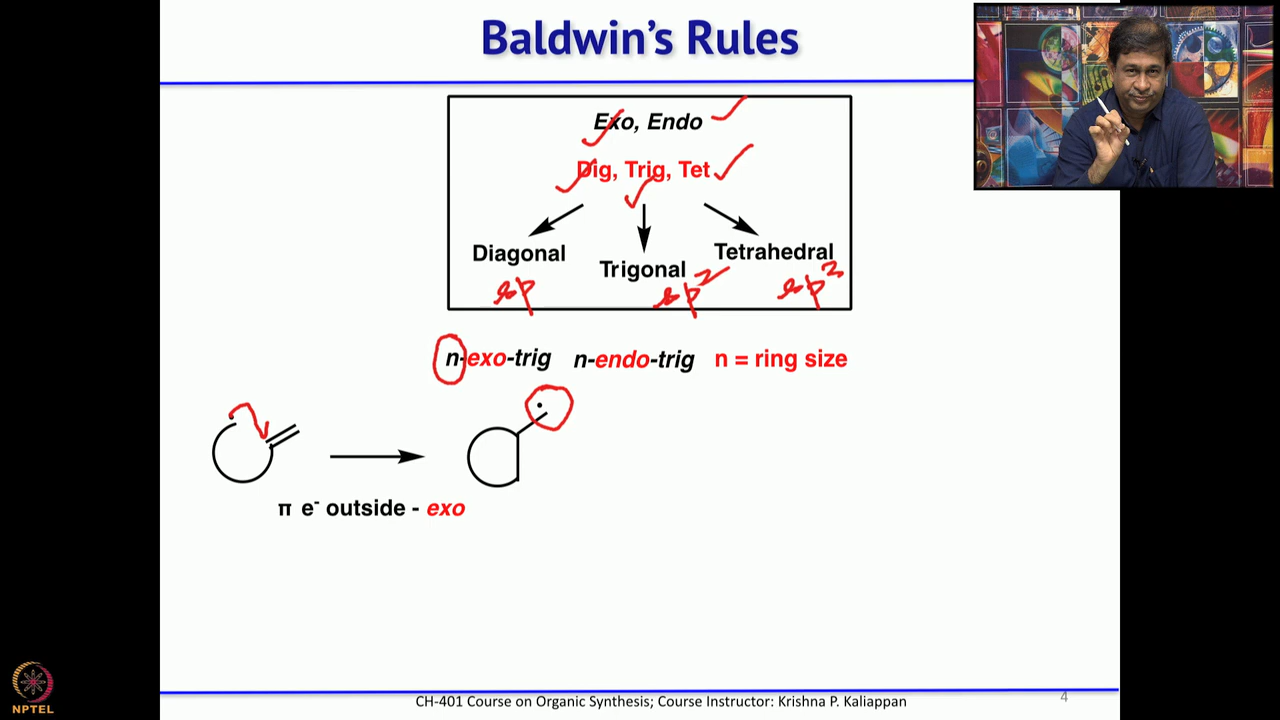 Baldwin's Rules
Exo, Endo
Dig, Trig, Tet
Diagonal
Trigonal
Tetrahedral
sp
sp²
sp³
n-exo-trig n-endo-trig n = ring size
π e⁻ outside - exo
CH-401 Course on Organic Synthesis; Course Instructor: Krishna P. Kaliappan
4
NPTEL